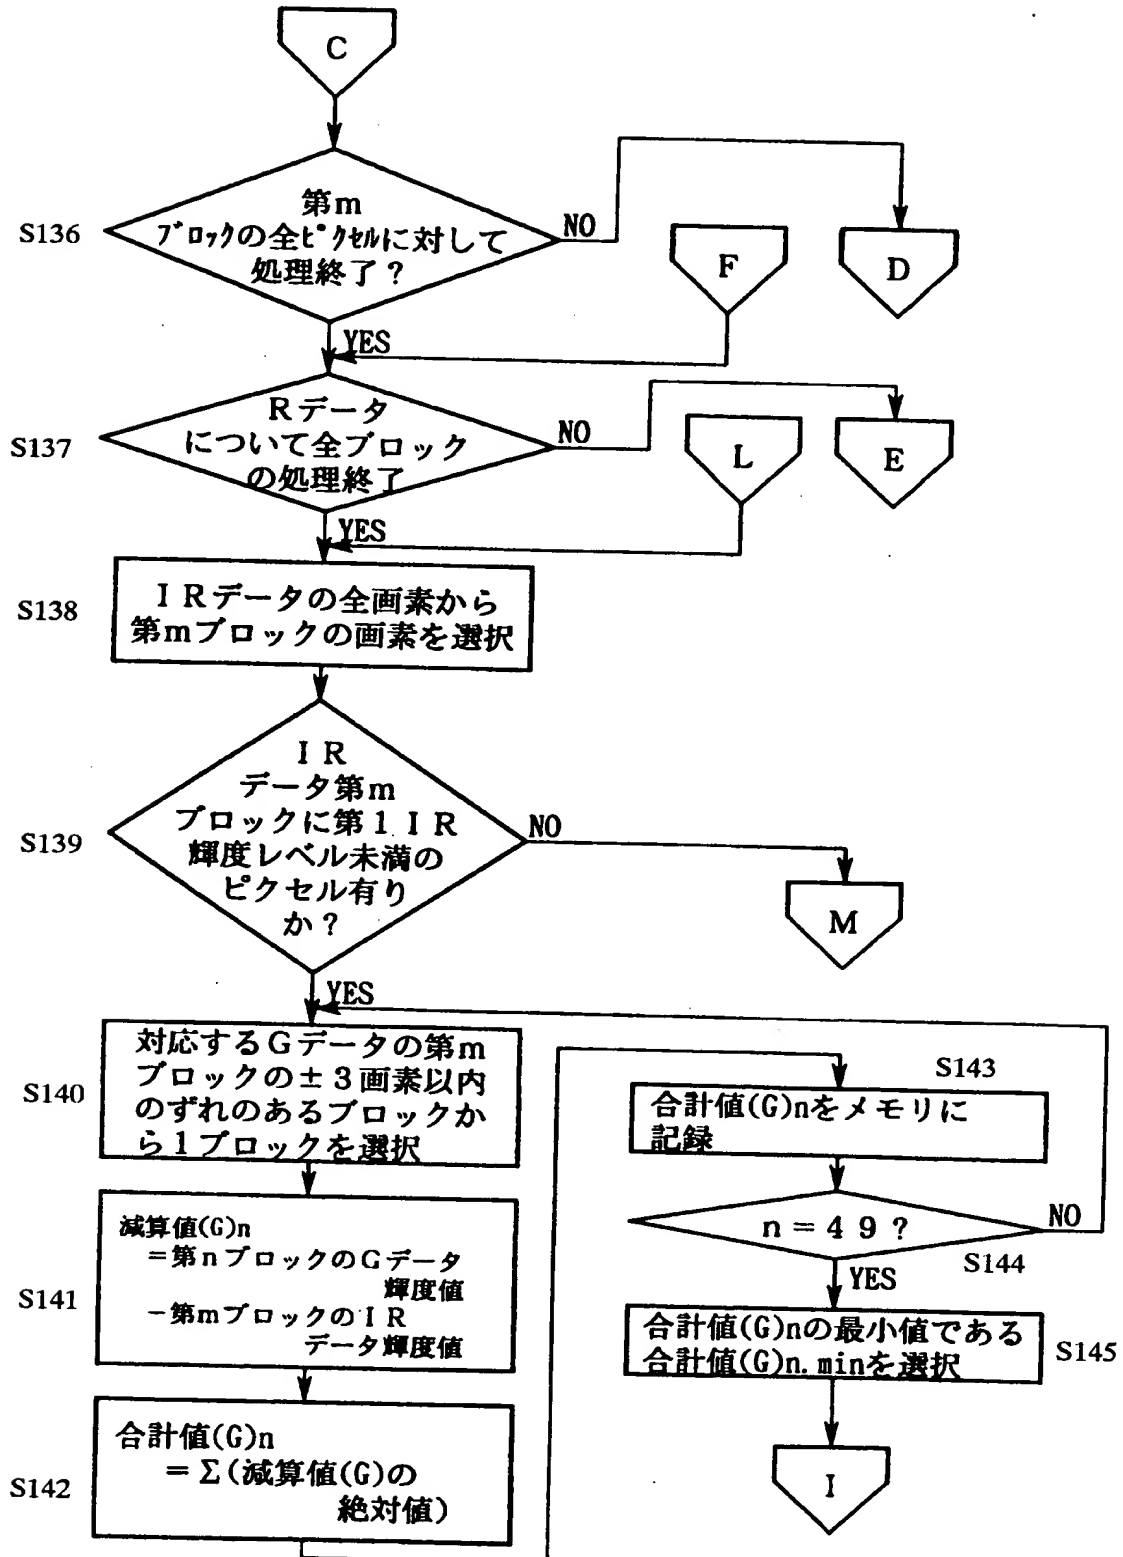 C
S136
第m
ブロックの全ピクセルに対して
処理終了?
NO
D
F
YES
S137
Rデータ
について全ブロック
の処理終了
NO
E
L
YES
S138
IRデータの全画素から
第mブロックの画素を選択
S139
IR
データ第m
ブロックに第1IR
輝度レベル未満の
ピクセル有り
か?
NO
M
YES
S140
対応するGデータの第m
ブロックの±3画素以内
のずれのあるブロックか
ら1ブロックを選択
S141
減算値(G)n
=第nブロックのGデータ
輝度値
-第mブロックのIR
データ輝度値
S142
合計値(G)n
=Σ(減算値(G)の
絶対値)
S143
合計値(G)nをメモリに
記録
n=49?
NO
S144
YES
合計値(G)nの最小値である
合計値(G)n.minを選択
S145
I